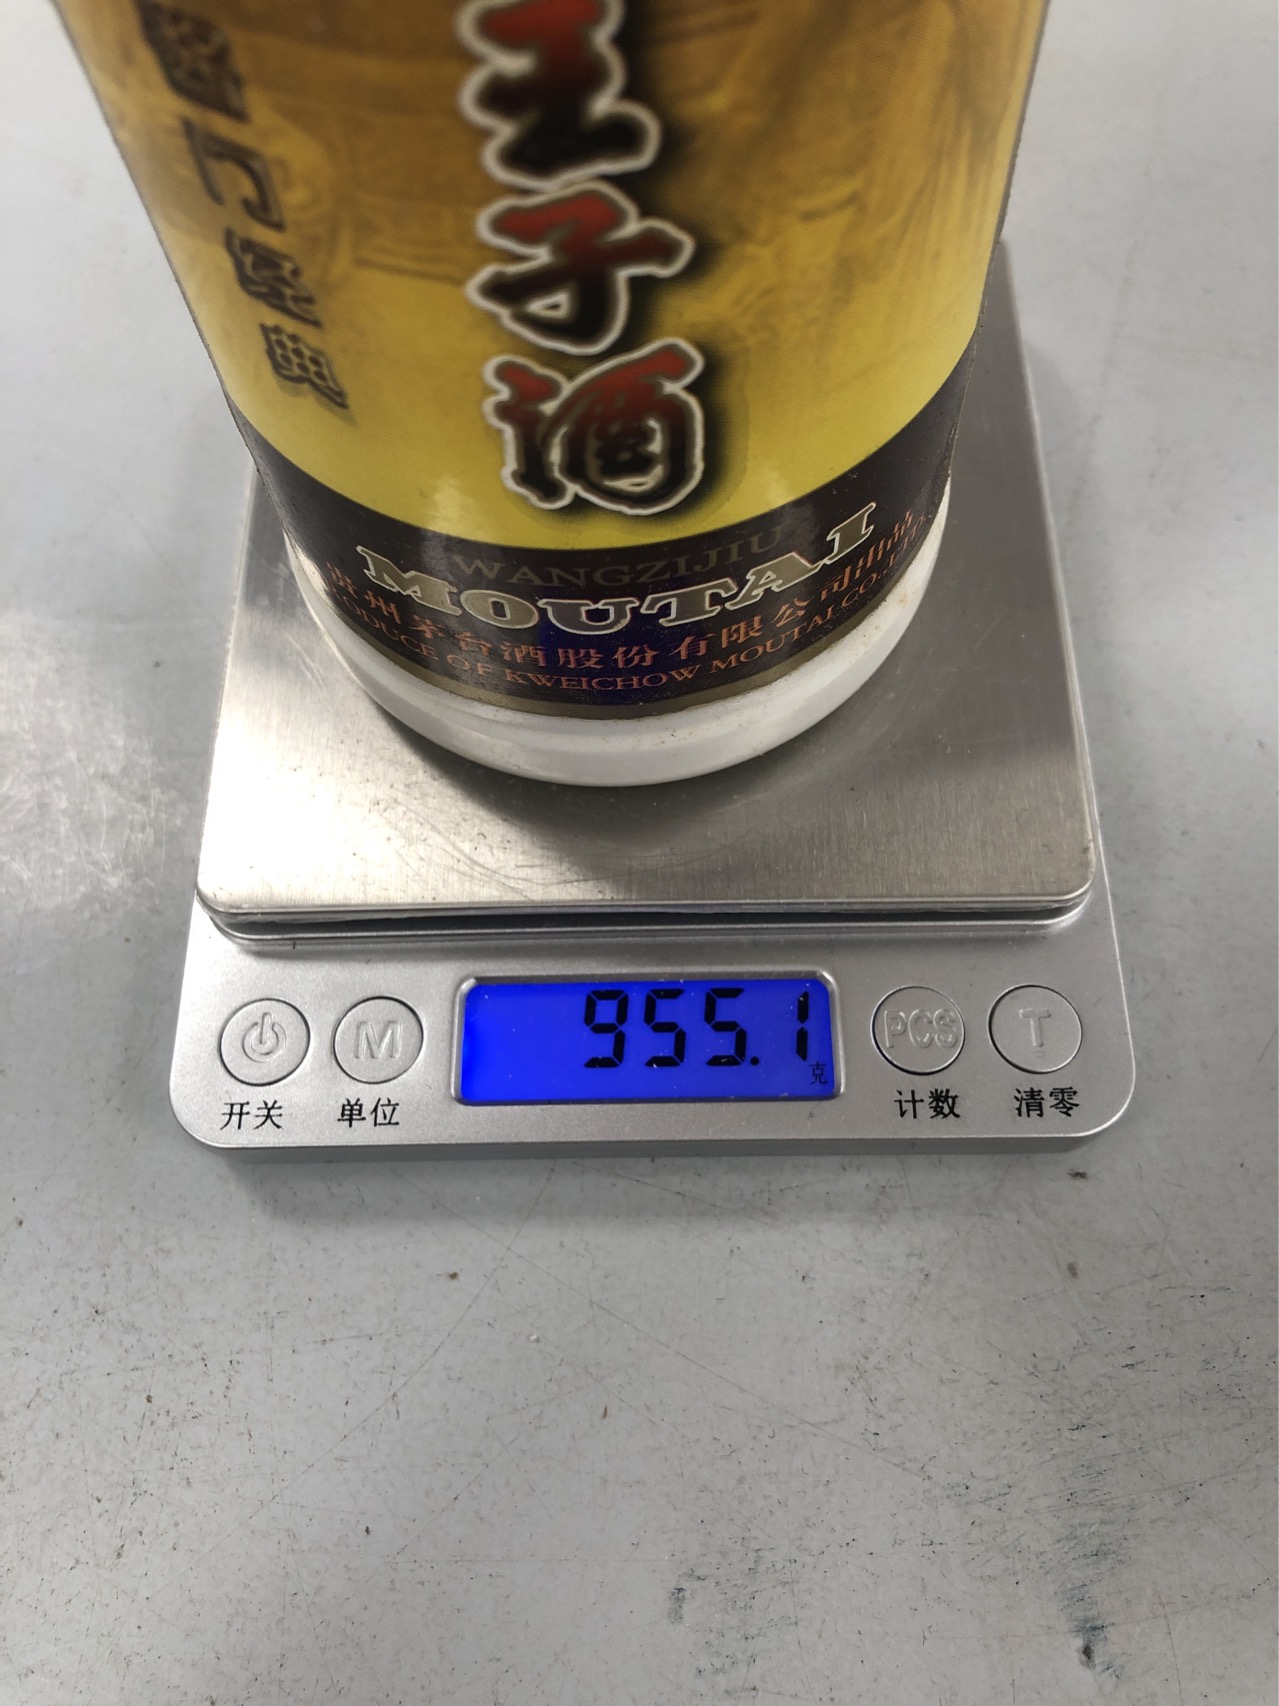 酱门经典
王子酒
WANGZIJIU
MOUTAI
贵州茅台酒股份有限公司出品
PRODUCE OF KWEICHOW MOUTAI CO., LTD.
955.1
克
M
PCS
T
开关
单位
计数
清零